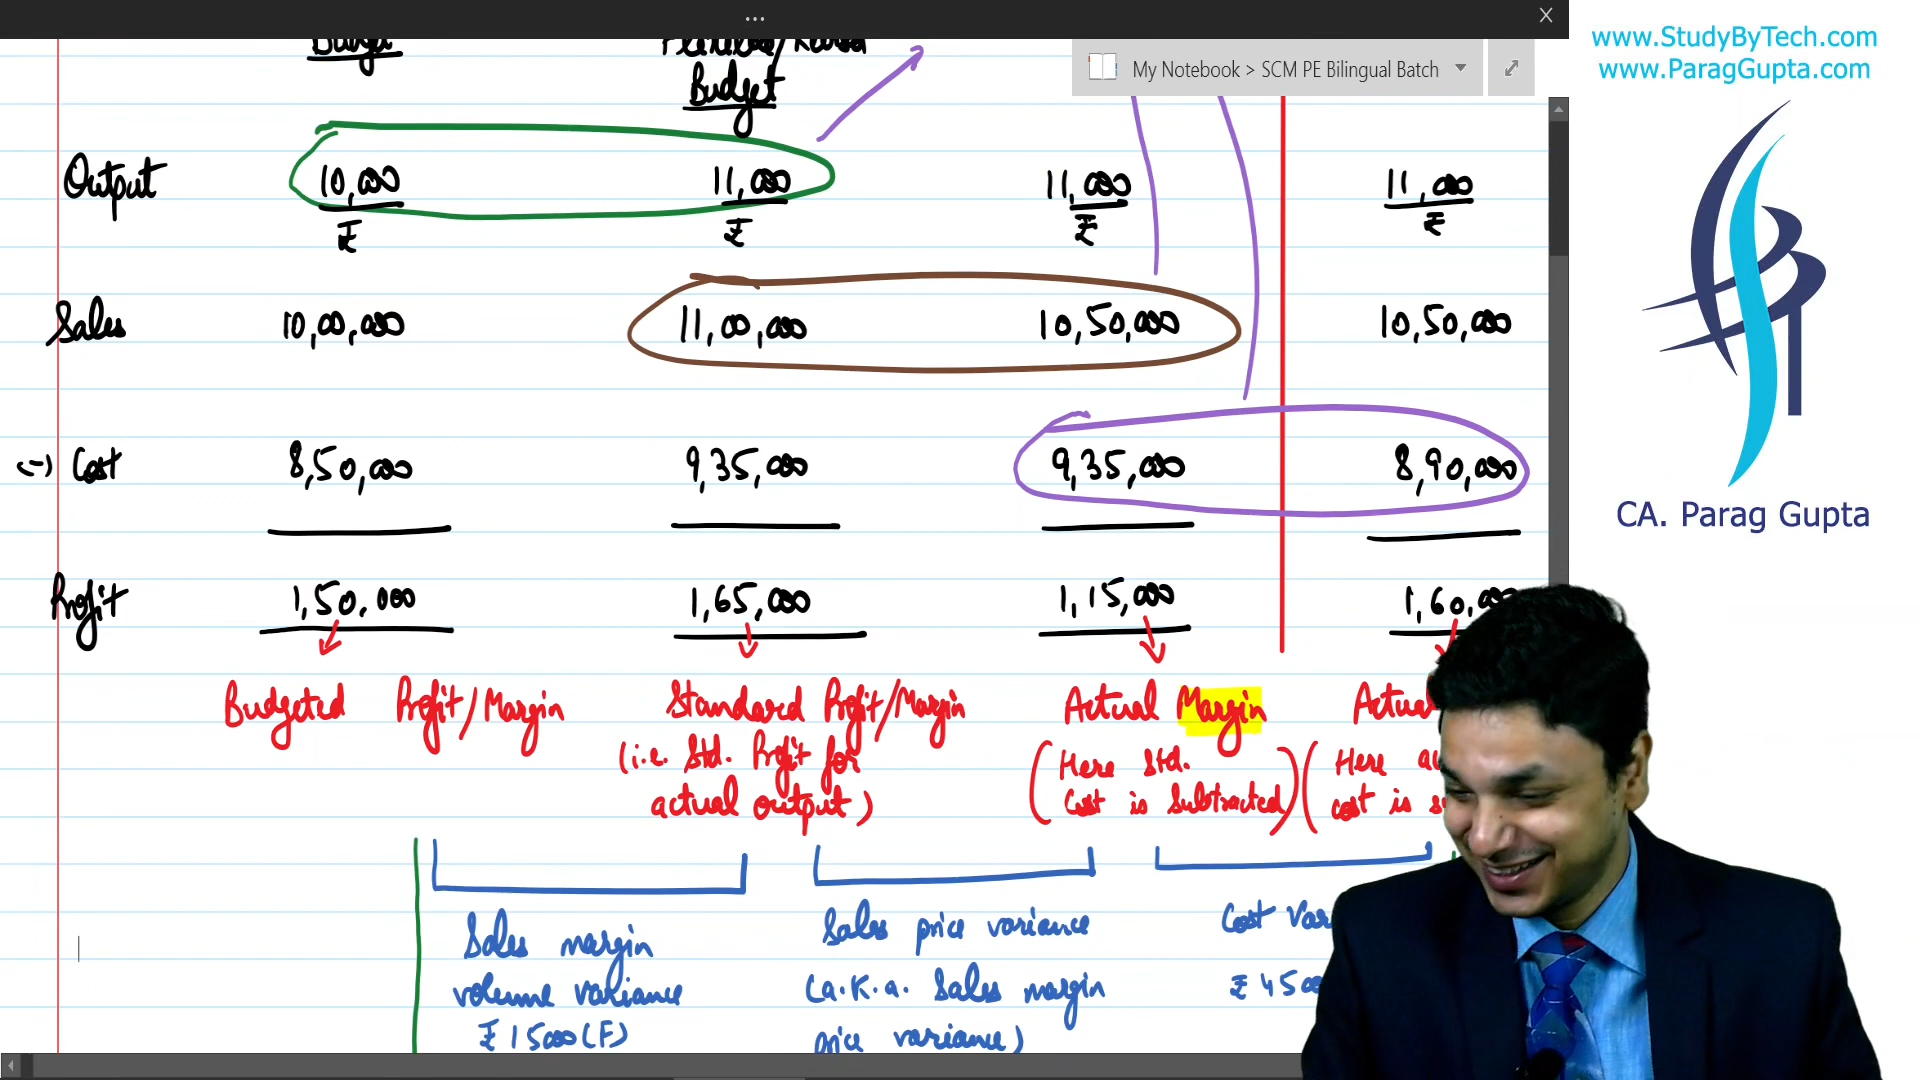 ...
My Notebook > SCM PE Bilingual Batch
www.StudyByTech.com
www.ParagGupta.com
Budget
Budget
Output 10,000 11,000 11,000 11,000
₹ ₹ ₹ ₹
Sales 10,00,000 11,00,000 10,50,000 10,50,000
(-) Cost 8,50,000 9,35,000 9,35,000 8,90,000
Profit 1,50,000 1,65,000 1,15,000 1,60,000
CA. Parag Gupta
Budgeted Profit/Margin Standard Profit/Margin Actual Margin
(i.e. Std. Profit for (Here Std. (Here
actual output) Cost is Subtracted) cost is
Sales margin Sales price variance Cost
volume variance (a.k.a. Sales margin
₹ 15000 (F) price variance)